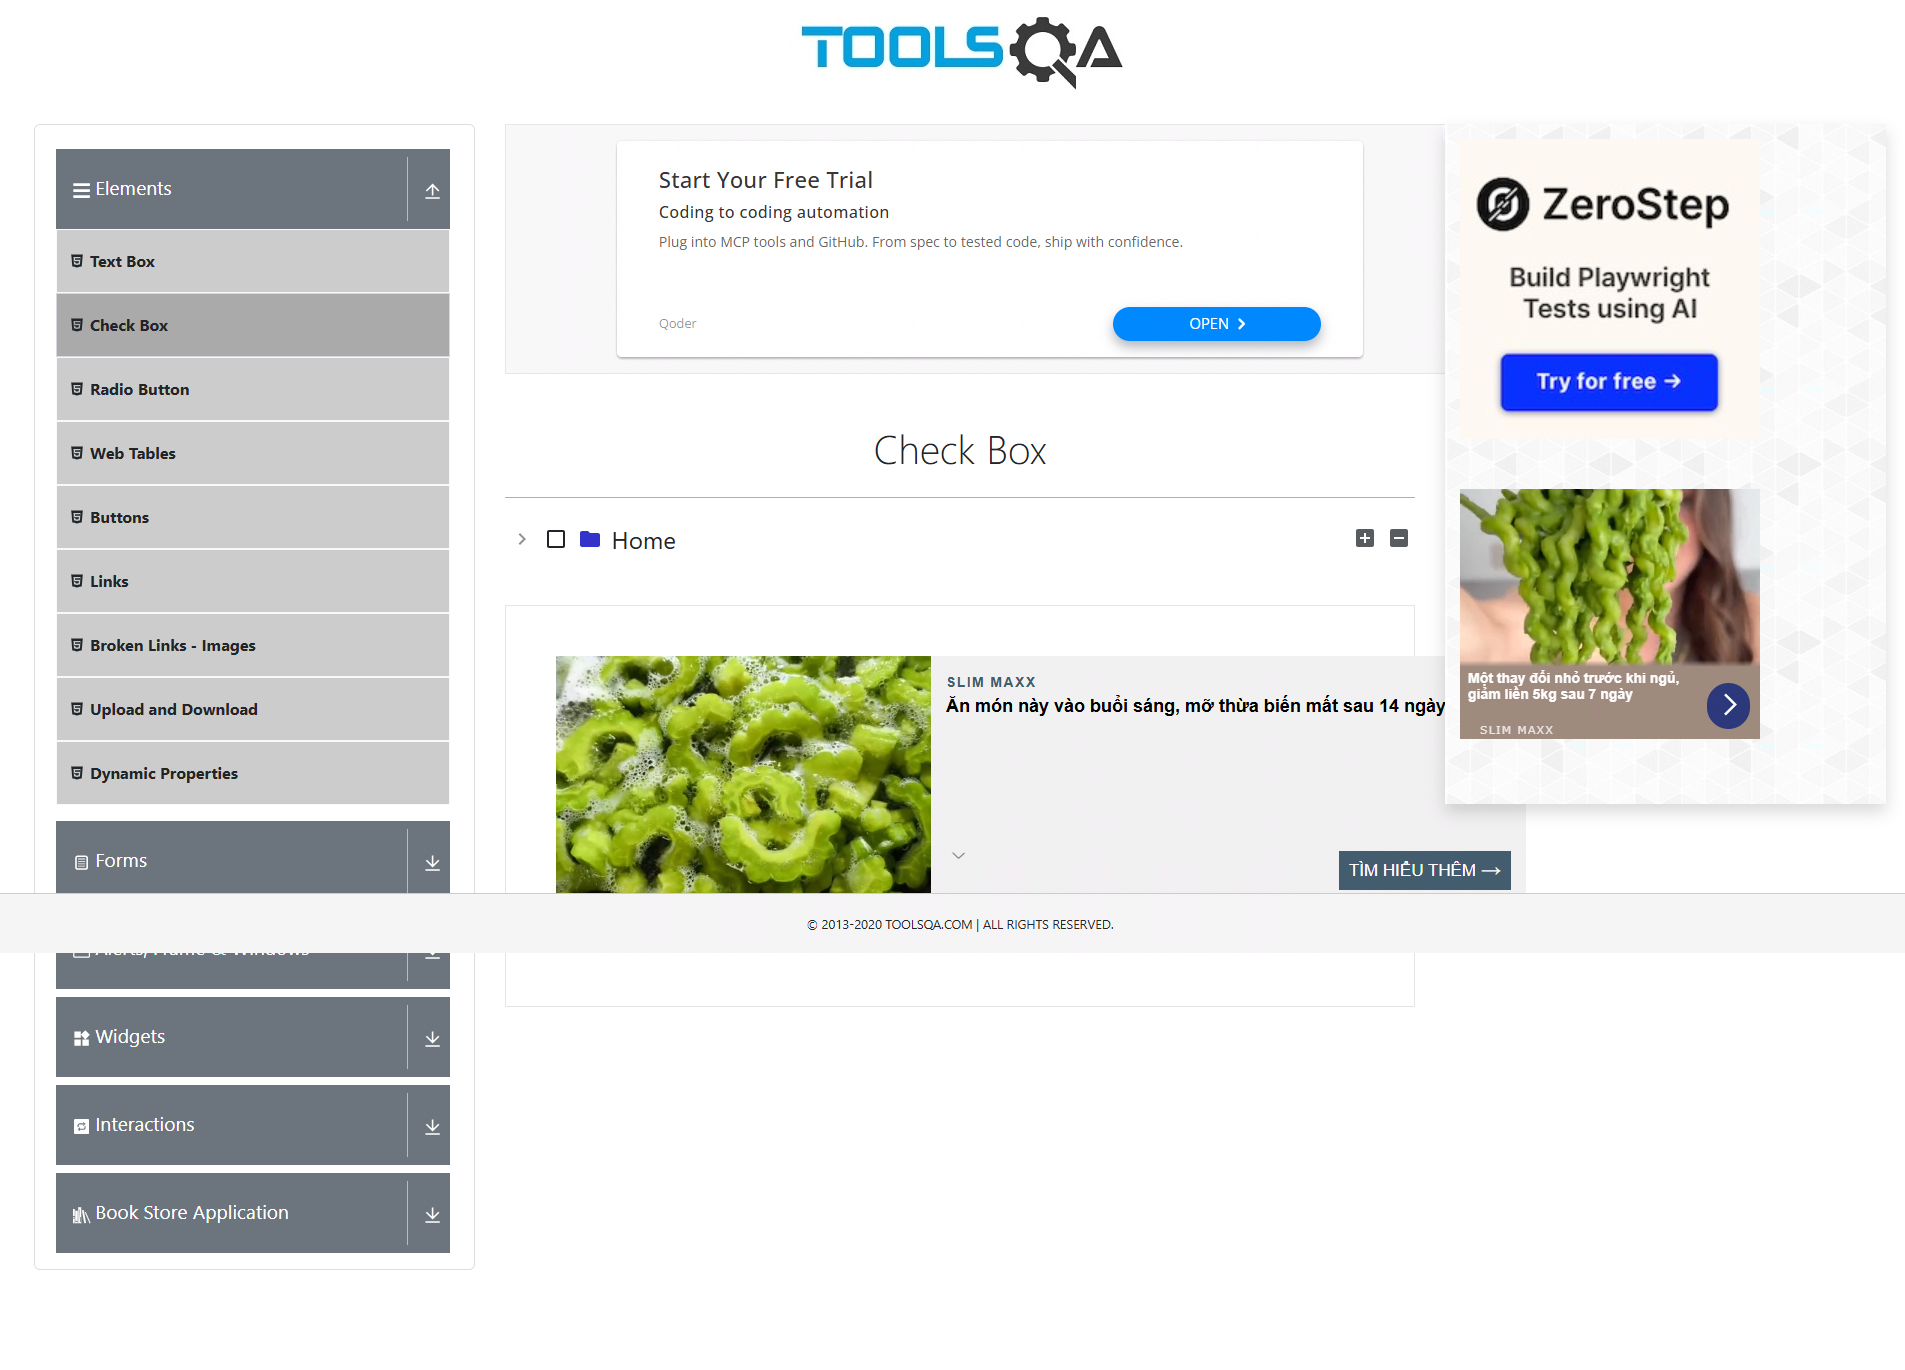 TOOLSQA
Elements
Text Box
Check Box
Radio Button
Web Tables
Buttons
Links
Broken Links - Images
Upload and Download
Dynamic Properties
Forms
Alerts, Frame & Windows
Widgets
Interactions
Book Store Application
Start Your Free Trial
Coding to coding automation
Plug into MCP tools and GitHub. From spec to tested code, ship with confidence.
Qoder
OPEN
Check Box
Home
SLIM MAXX
Ăn món này vào buổi sáng, mỡ thừa biến mất sau 14 ngày
TÌM HIỂU THÊM →
ZeroStep
Build Playwright
Tests using AI
Try for free →
Một thay đổi nhỏ trước khi ngủ,
giảm liền 5kg sau 7 ngày
SLIM MAXX
© 2013-2020 TOOLSQA.COM | ALL RIGHTS RESERVED.